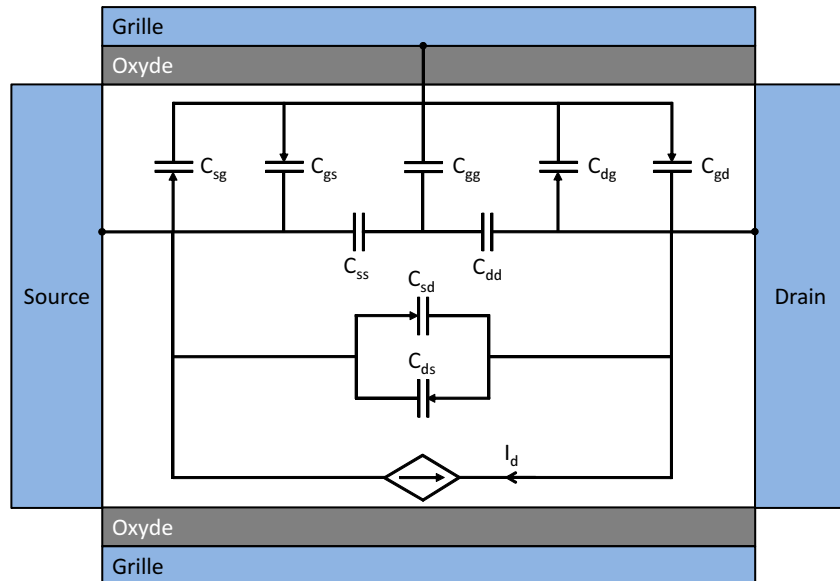 Grille
Oxyde
C_sg
C_gs
C_gg
C_dg
C_gd
C_ss
C_dd
C_sd
Source
Drain
C_ds
I_d
Oxyde
Grille